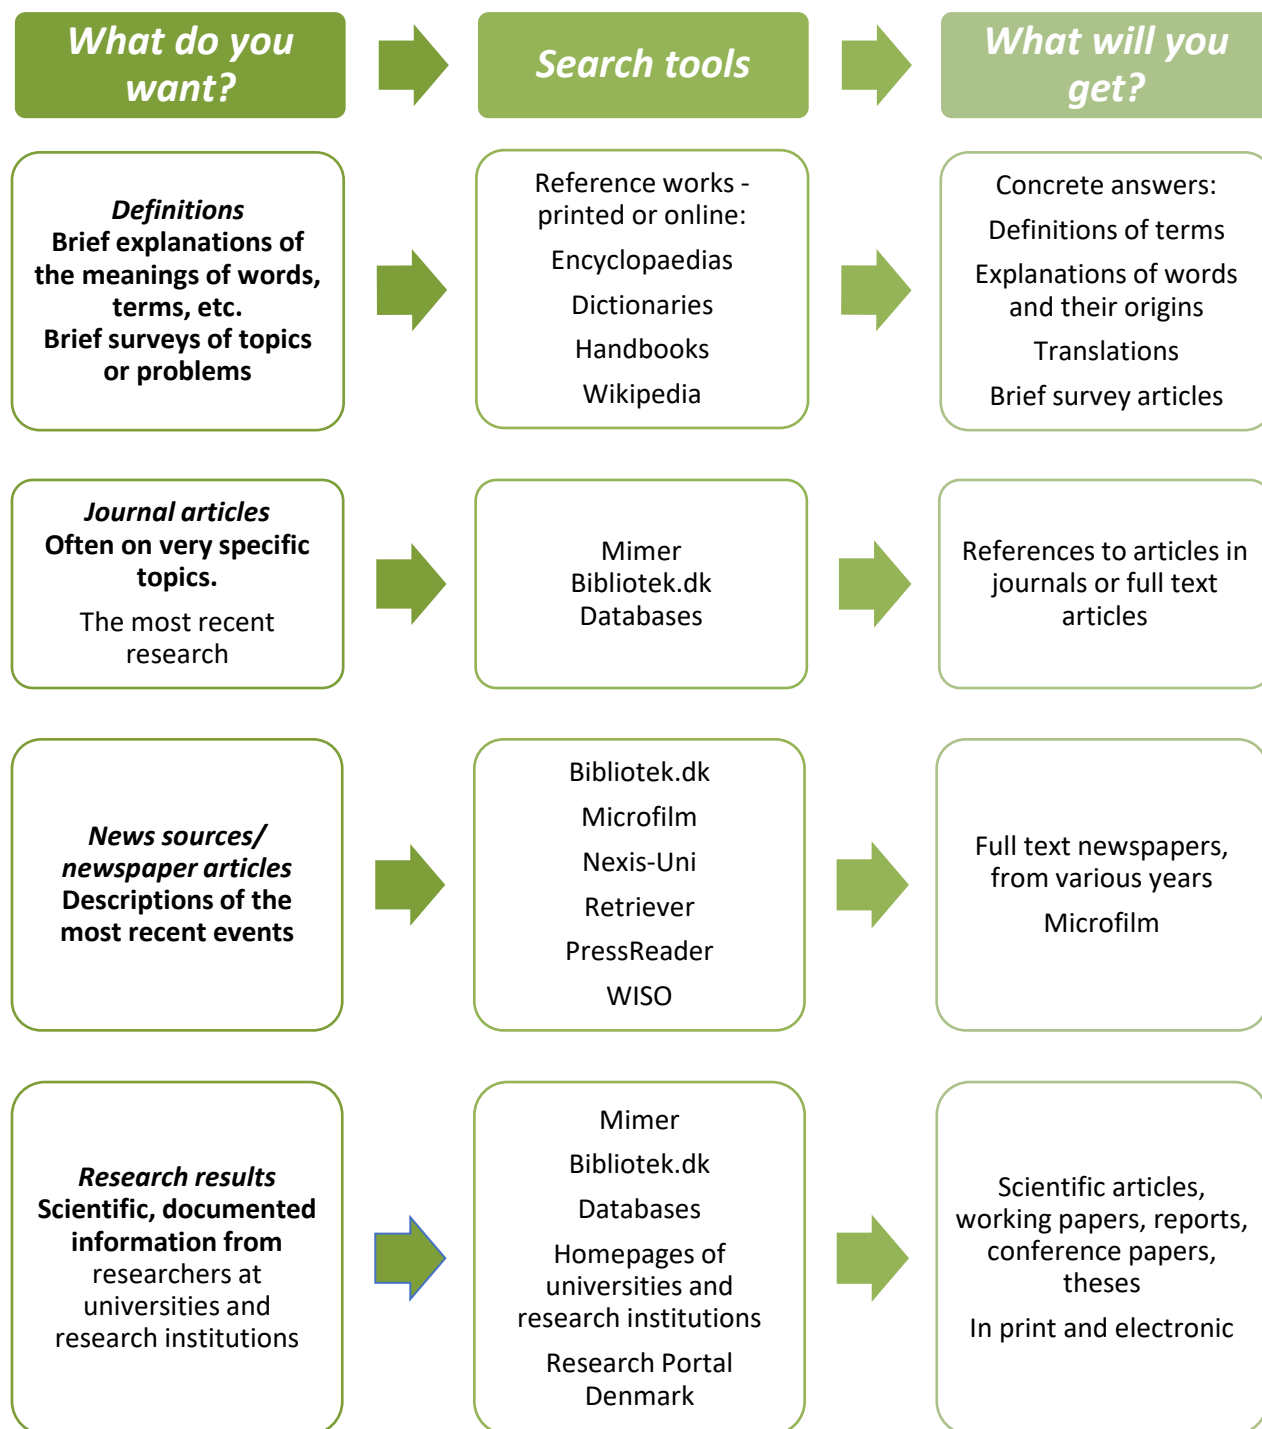 What do you
want?
Search tools
What will you
get?
Definitions
Brief explanations of
the meanings of words,
terms, etc.
Brief surveys of topics
or problems
Reference works -
printed or online:
Encyclopaedias
Dictionaries
Handbooks
Wikipedia
Concrete answers:
Definitions of terms
Explanations of words
and their origins
Translations
Brief survey articles
Journal articles
Often on very specific
topics.
The most recent
research
Mimer
Bibliotek.dk
Databases
References to articles in
journals or full text
articles
News sources/
newspaper articles
Descriptions of the
most recent events
Bibliotek.dk
Microfilm
Nexis-Uni
Retriever
PressReader
WISO
Full text newspapers,
from various years
Microfilm
Research results
Scientific, documented
information from
researchers at
universities and
research institutions
Mimer
Bibliotek.dk
Databases
Homepages of
universities and
research institutions
Research Portal
Denmark
Scientific articles,
working papers, reports,
conference papers,
theses
In print and electronic